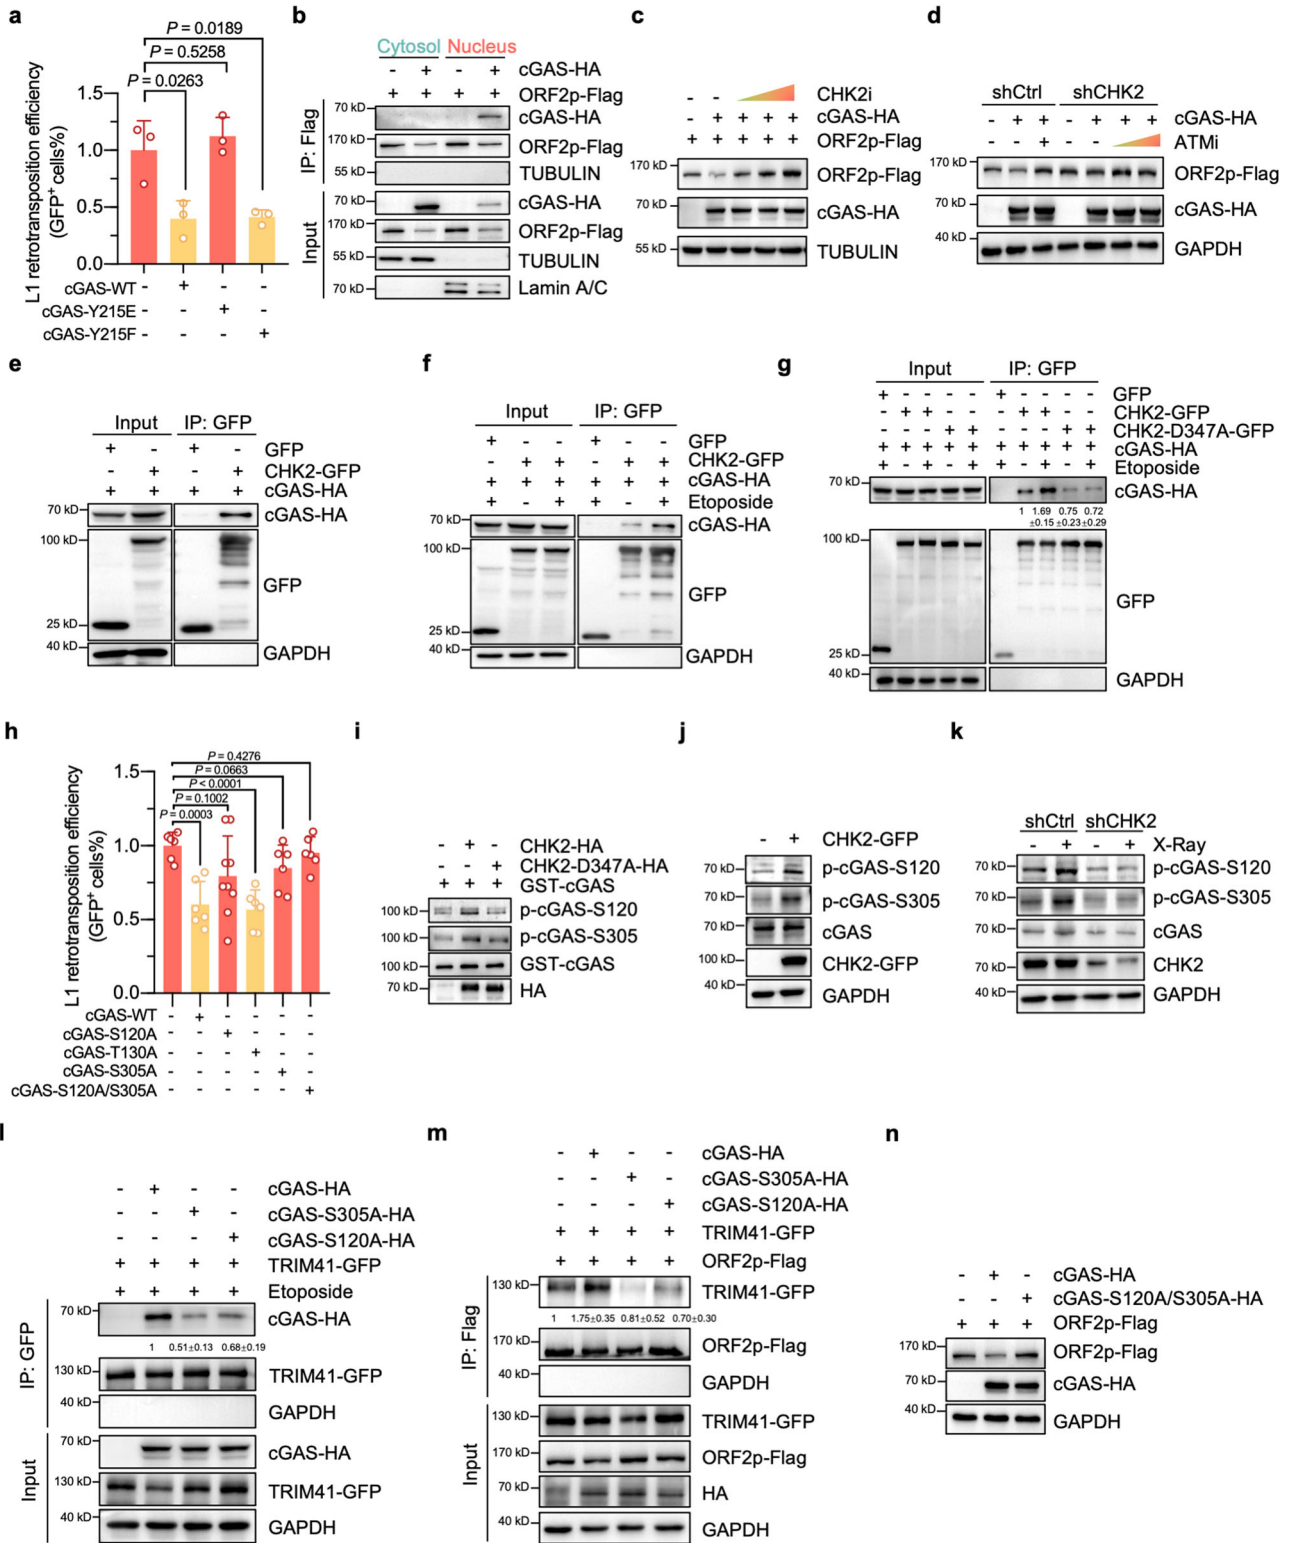 a
P = 0.0189
P = 0.5258
P = 0.0263
L1 retrotransposition efficiency
(GFP+ cells%)
1.5
1.0
0.5
0.0
cGAS-WT - + - -
cGAS-Y215E - - + -
cGAS-Y215F - - - +
b
Cytosol Nucleus
- + - + cGAS-HA
+ + + + ORF2p-Flag
IP: Flag
70 kD cGAS-HA
170 kD ORF2p-Flag
55 kD TUBULIN
Input
70 kD cGAS-HA
170 kD ORF2p-Flag
55 kD TUBULIN
70 kD Lamin A/C
c
- - CHK2i
- + + + + cGAS-HA
+ + + + + ORF2p-Flag
170 kD ORF2p-Flag
70 kD cGAS-HA
55 kD TUBULIN
d
shCtrl shCHK2
- + + - + + + cGAS-HA
- - + - - ATMi
170 kD ORF2p-Flag
70 kD cGAS-HA
40 kD GAPDH
e
Input IP: GFP
+ - + - GFP
- + - + CHK2-GFP
+ + + + cGAS-HA
70 kD cGAS-HA
100 kD
GFP
25 kD
40 kD GAPDH
f
Input IP: GFP
+ - - + - - GFP
- + + - + + CHK2-GFP
+ + + + + + cGAS-HA
+ - + + - + Etoposide
70 kD cGAS-HA
100 kD
GFP
25 kD
40 kD GAPDH
g
Input IP: GFP
+ - - - - + - - - - GFP
- + + - - - + + - - CHK2-GFP
- - - + + - - - + + CHK2-D347A-GFP
+ + + + + + + + + + cGAS-HA
+ - + - + + - + - + Etoposide
70 kD cGAS-HA
1 1.69 0.75 0.72
±0.15 ±0.23 ±0.29
100 kD
GFP
25 kD
40 kD GAPDH
h
P = 0.4276
P = 0.0663
P < 0.0001
P = 0.1002
P = 0.0003
L1 retrotransposition efficiency
(GFP+ cells%)
1.5
1.0
0.5
0.0
cGAS-WT - + - - - -
cGAS-S120A - - + - - -
cGAS-T130A - - - + - -
cGAS-S305A - - - - + -
cGAS-S120A/S305A - - - - - +
i
- + - CHK2-HA
- - + CHK2-D347A-HA
+ + + GST-cGAS
100 kD p-cGAS-S120
100 kD p-cGAS-S305
100 kD GST-cGAS
70 kD HA
j
- + CHK2-GFP
70 kD p-cGAS-S120
70 kD p-cGAS-S305
70 kD cGAS
100 kD CHK2-GFP
40 kD GAPDH
k
shCtrl shCHK2
- + - + X-Ray
70 kD p-cGAS-S120
70 kD p-cGAS-S305
70 kD cGAS
70 kD CHK2
40 kD GAPDH
l
- + - - cGAS-HA
- - + - cGAS-S305A-HA
- - - + cGAS-S120A-HA
+ + + + TRIM41-GFP
+ + + + Etoposide
IP: GFP
70 kD cGAS-HA
1 0.51±0.13 0.68±0.19
130 kD TRIM41-GFP
40 kD GAPDH
Input
70 kD cGAS-HA
130 kD TRIM41-GFP
40 kD GAPDH
m
- + - - cGAS-HA
- - + - cGAS-S305A-HA
- - - + cGAS-S120A-HA
+ + + + TRIM41-GFP
+ + + + ORF2p-Flag
IP: Flag
130 kD TRIM41-GFP
1 1.75±0.35 0.81±0.52 0.70±0.30
170 kD ORF2p-Flag
40 kD GAPDH
Input
130 kD TRIM41-GFP
170 kD ORF2p-Flag
70 kD HA
40 kD GAPDH
n
- + - cGAS-HA
- - + cGAS-S120A/S305A-HA
+ + + ORF2p-Flag
170 kD ORF2p-Flag
70 kD cGAS-HA
40 kD GAPDH